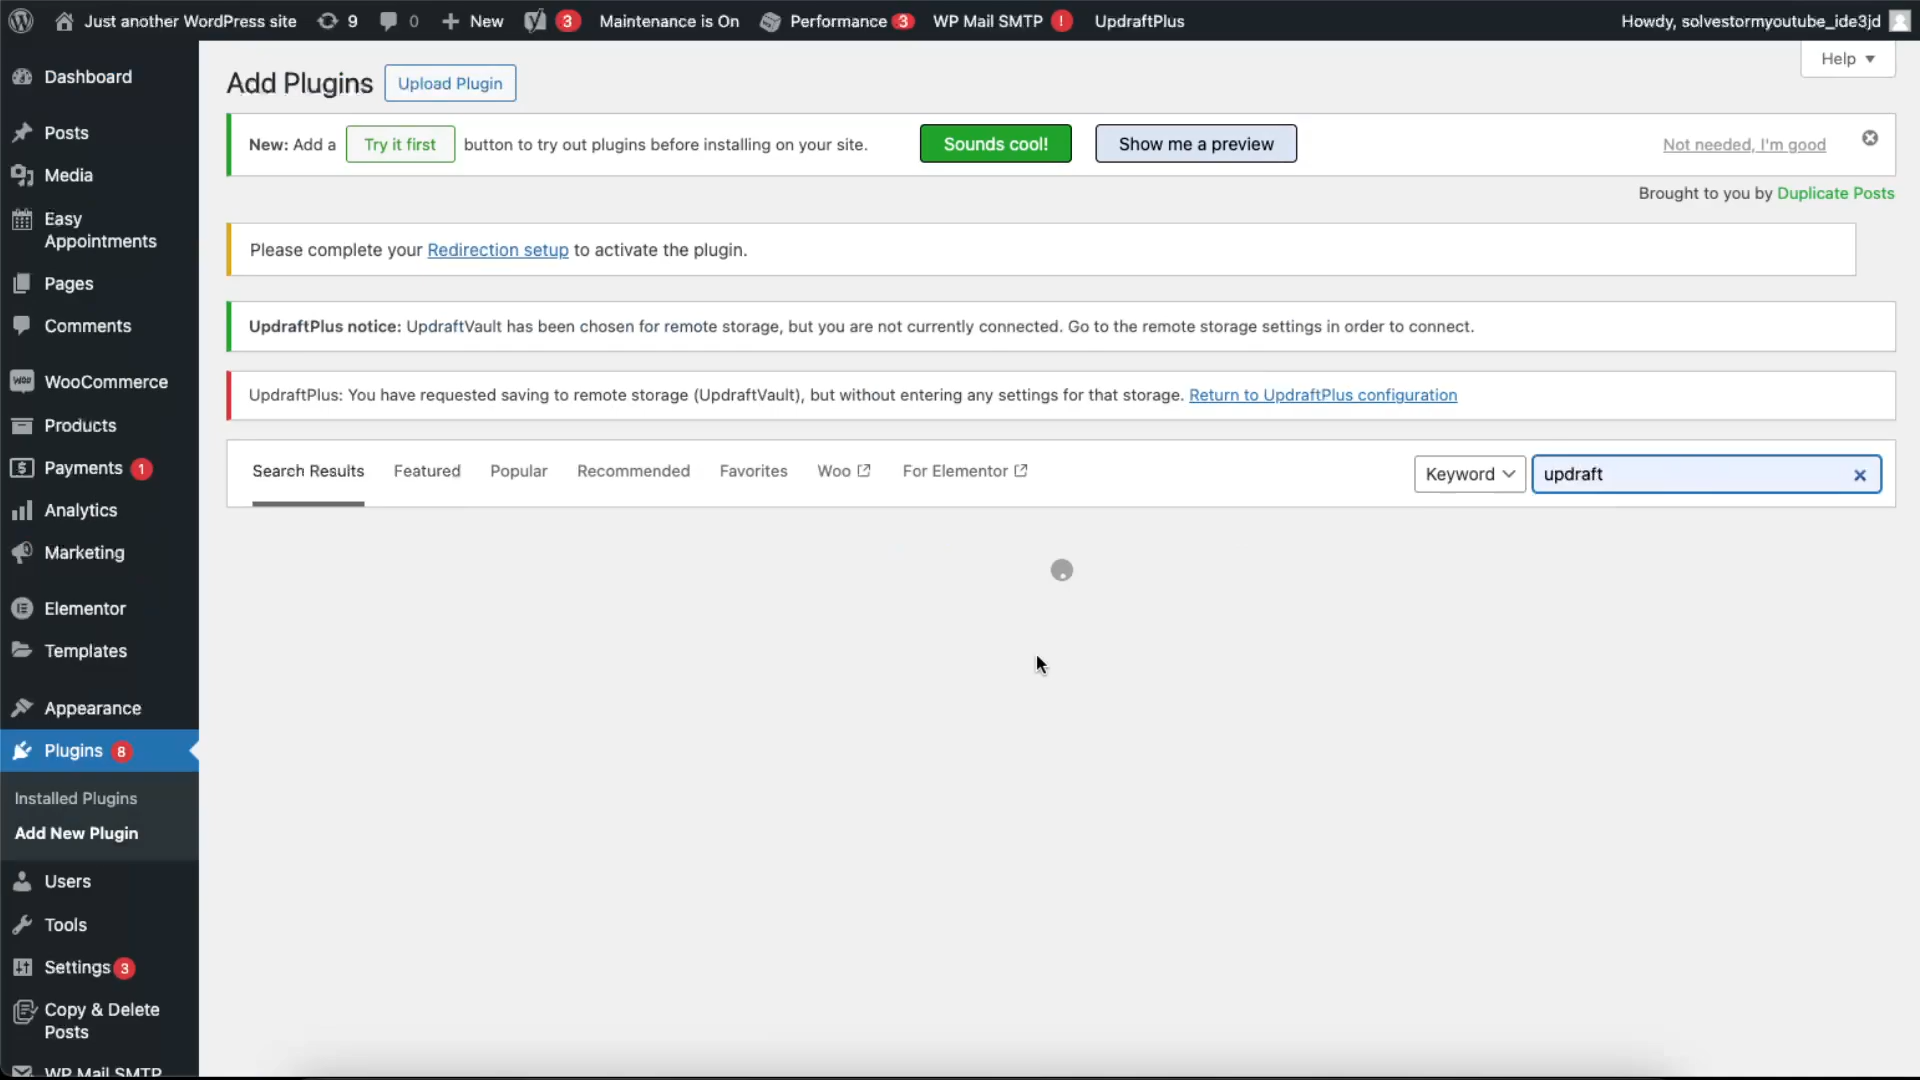 Just another WordPress site 9 0 New 3 Maintenance is On Performance 3 WP Mail SMTP ! UpdraftPlus Howdy, solvestormyoutube_ide3jd
Help
Dashboard
Posts
Media
Easy
Appointments
Pages
Comments
WOO WooCommerce
Products
Payments 1
Analytics
Marketing
Elementor
Templates
Appearance
Plugins 8
Installed Plugins
Add New Plugin
Users
Tools
Settings 3
Copy & Delete
Posts
WP Mail SMTP
Add Plugins Upload Plugin
New: Add a Try it first button to try out plugins before installing on your site. Sounds cool! Show me a preview Not needed, I'm good
Brought to you by Duplicate Posts
Please complete your Redirection setup to activate the plugin.
UpdraftPlus notice: UpdraftVault has been chosen for remote storage, but you are not currently connected. Go to the remote storage settings in order to connect.
UpdraftPlus: You have requested saving to remote storage (UpdraftVault), but without entering any settings for that storage. Return to UpdraftPlus configuration
Search Results Featured Popular Recommended Favorites Woo For Elementor Keyword updraft